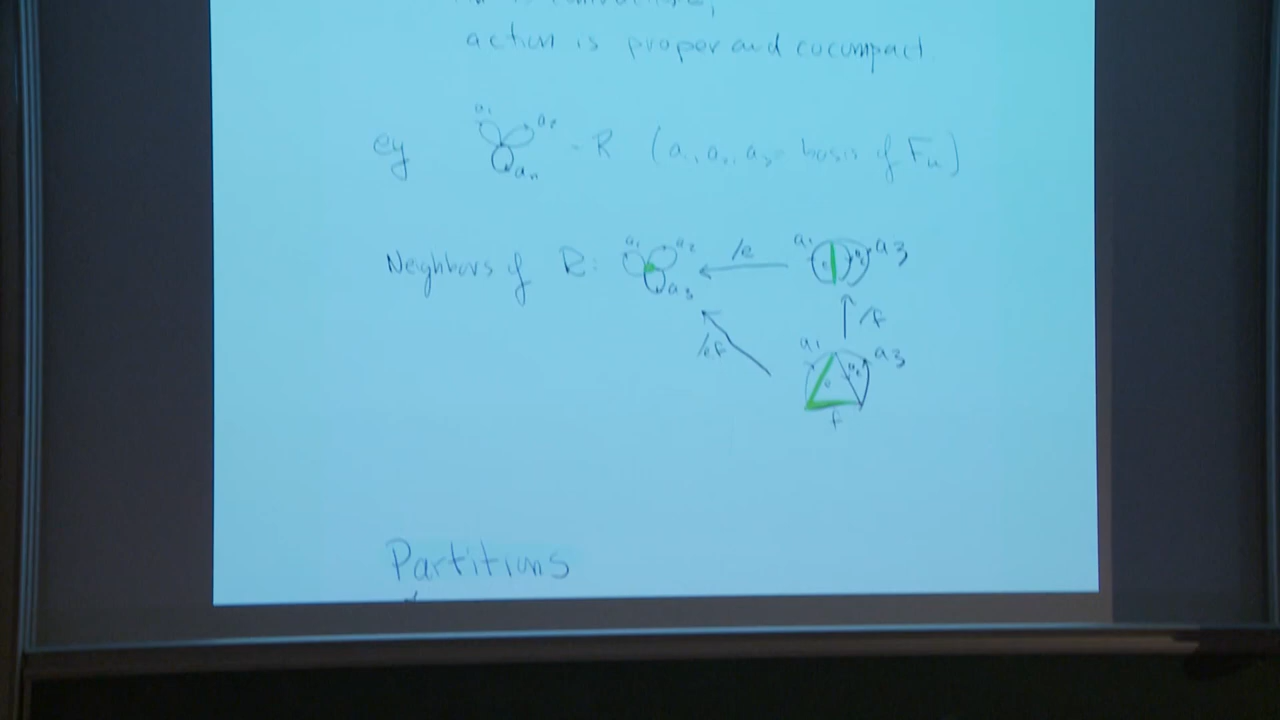 action is proper and cocompact.
eg a₁ a₂ aₙ = R (a₁ a₂, a₃ = basis of Fₙ)
Neighbors of R: a₁ a₂ a₃ /e a₁ e a₂ a₃
/f
/ef a₁ e a₂ a₃
f
Partitions